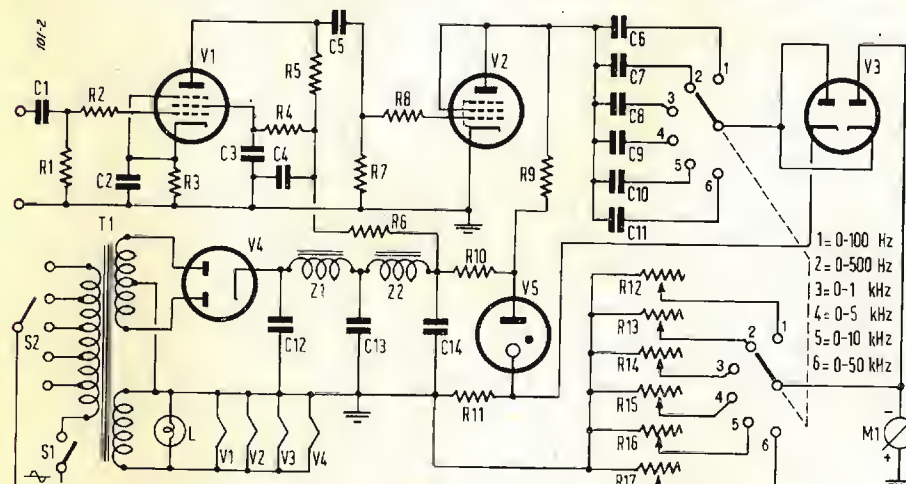 101-2
C1
R2
R1
C2
R3
V1
R4
C3
C4
R5
C5
R7
R8
V2
R9
R6
C6
C7
C8
C9
C10
C11
1
2
3
4
5
6
V3
T1
S2
S1
V4
Z1
Z2
R10
V5
C12
C13
C14
R11
L
V1
V2
V3
V4
R12
R13
R14
R15
R16
R17
1
2
3
4
5
6
1=0-100 Hz
2=0-500 Hz
3=0-1 kHz
4=0-5 kHz
5=0-10 kHz
6=0-50 kHz
-
M1
+